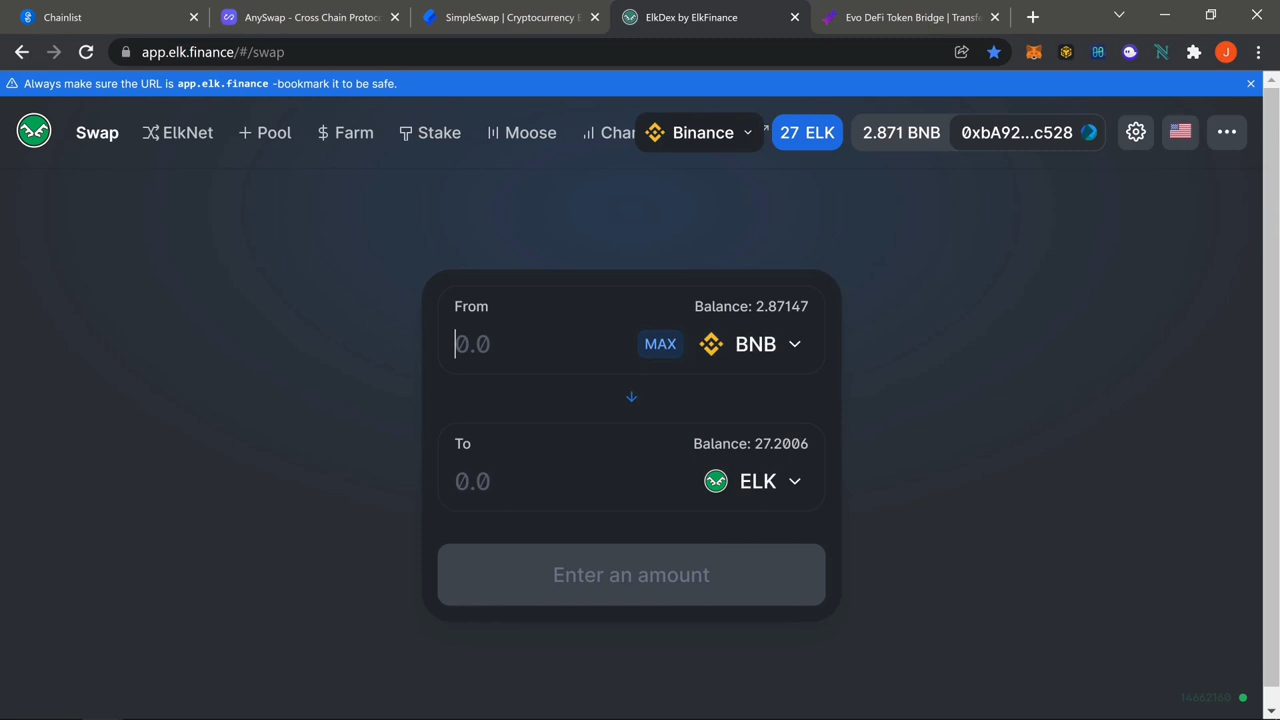 Chainlist
AnySwap - Cross Chain Protoc
SimpleSwap | Cryptocurrency E
ElkDex by ElkFinance
Evo DeFi Token Bridge | Transf
app.elk.finance/#/swap
J
Always make sure the URL is app.elk.finance -bookmark it to be safe.
Swap
ElkNet
+ Pool
$ Farm
Stake
Moose
Char
Binance
27 ELK
2.871 BNB
0xbA92...c528
From
Balance: 2.87147
0.0
MAX
BNB
To
Balance: 27.2006
0.0
ELK
Enter an amount
14662160